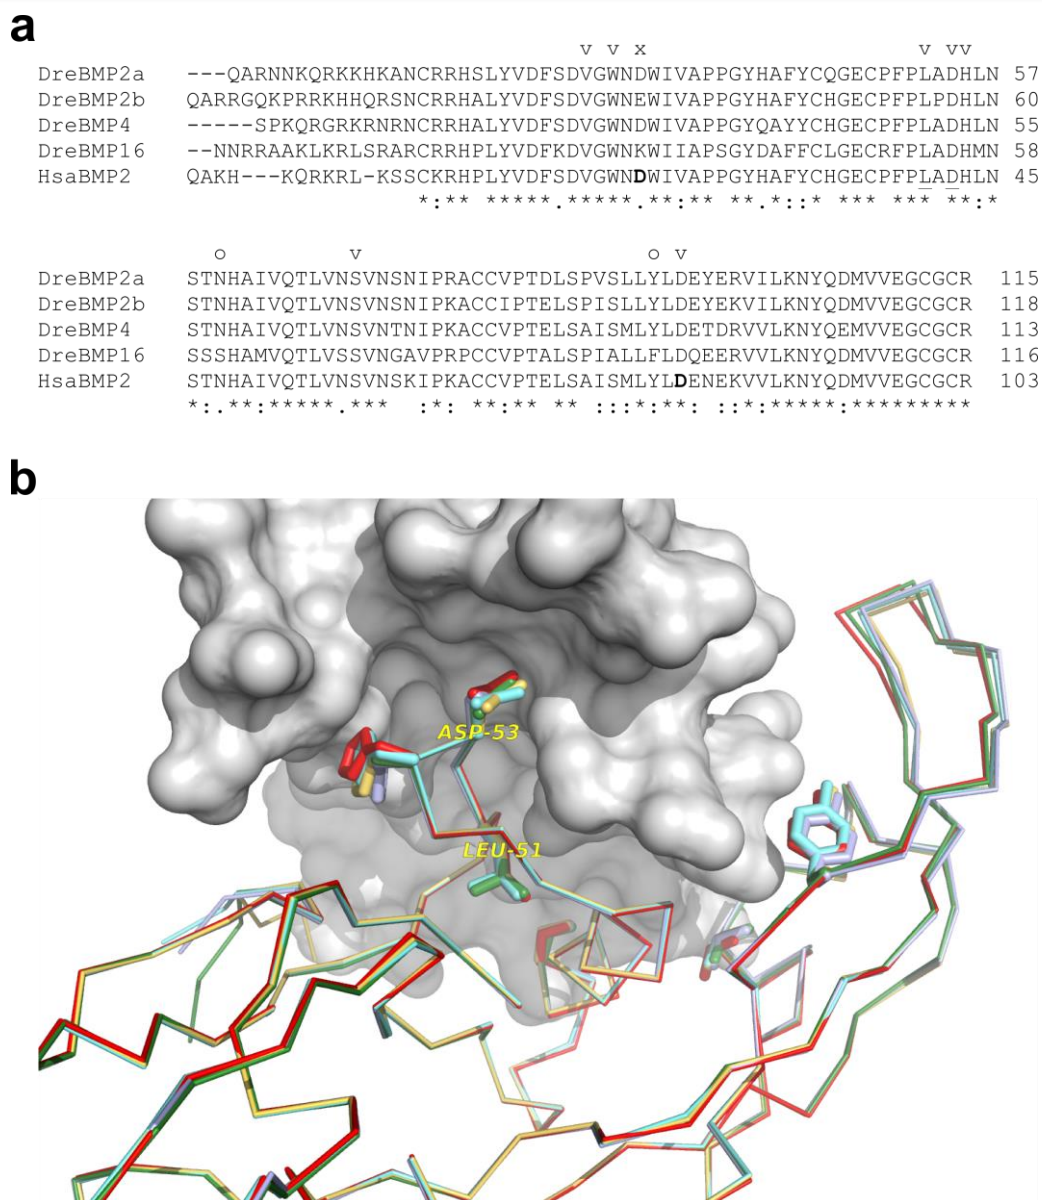 a
v v x v vv
DreBMP2a ---QARNNKQRKKHKANCRRHSLYVDFSDVGWNDWIVAPPGYHAFYCQGECPFPLADHLN 57
DreBMP2b QARRGQKPRRKHHQRSNCRRHALYVDFSDVGWNEWIVAPPGYHAFYCHGECPFPLPDHLN 60
DreBMP4 -----SPKQRGRKRNRNCRRHALYVDFSDVGWNDWIVAPPGYQAYYCHGECPFPLADHLN 55
DreBMP16 --NNRRAAKLKRLSRARCRRHPLYVDFKDVGWNKWIIAPSGYDAFYCLGECRFPLADHMN 58
HsaBMP2 QAKH---KQRKRL-KSSCKRHPLYVDFSDVGWNDWIVAPPGYHAFYCHGECPFPLADHLN 45
*:** *****.*****.**:** **.*::* *** *** **:*
o v o v
DreBMP2a STNHAIVQTLVNSVNSNIPRACCVPTDLSPVSLLYLDEYERVILKNYQDMVVEGCGCR 115
DreBMP2b STNHAIVQTLVNSVNSNIPKACCIPTELSPISLLYLDEYEKVILKNYQDMVVEGCGCR 118
DreBMP4 STNHAIVQTLVNSVNTNIPKACCVPTELSAISMLYLDETDRVVLKNYQEMVVEGCGCR 113
DreBMP16 SSSHAMVQTLVSSVNGAVPRPCCVPTALSPIALLFLDQEERVVLKNYQDMVVEGCGCR 116
HsaBMP2 STNHAIVQTLVNSVNSKIPKACCVPTELSAISMLYLDENEKVVLKNYQDMVVEGCGCR 103
*:.**:*****.*** :*: **:** ** :::*:**: ::*:*****:*********
b
ASP-53
LEU-51